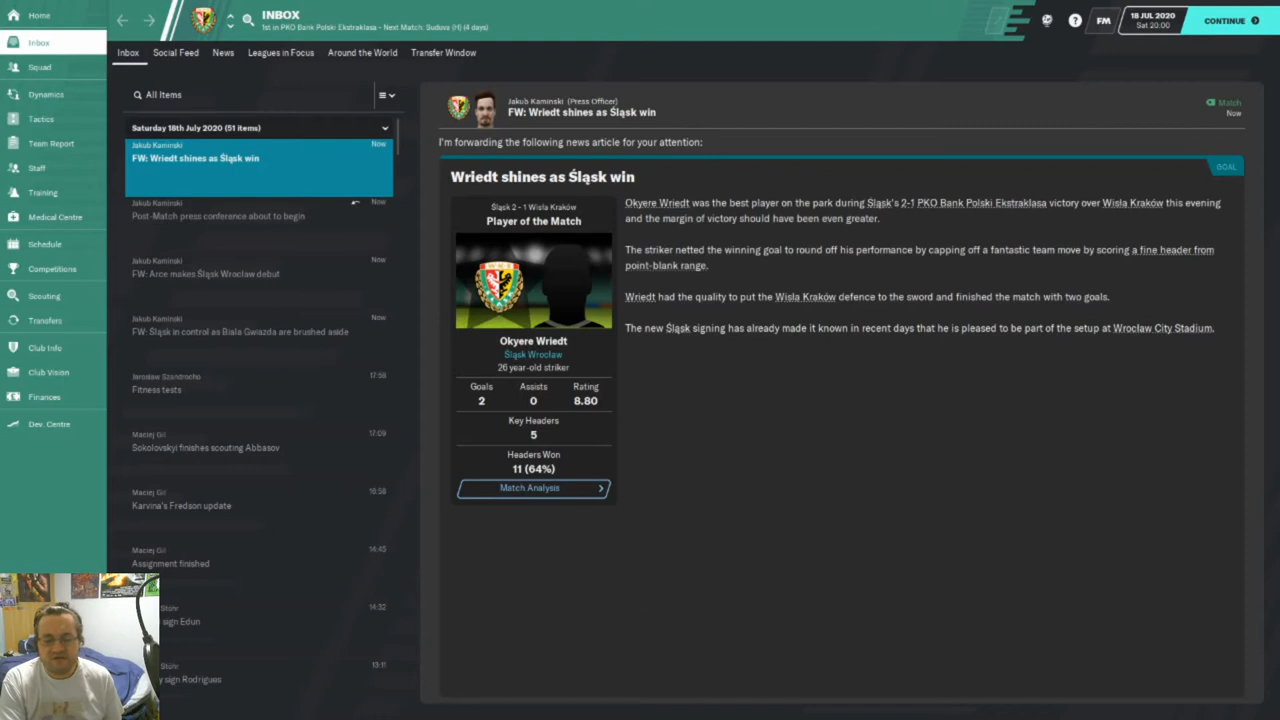 Home
Inbox
Squad
Dynamics
Tactics
Team Report
Staff
Training
Medical Centre
Schedule
Competitions
Scouting
Transfers
Club Info
Club Vision
Finances
Dev. Centre
INBOX
1st in PKO Bank Polski Ekstraklasa - Next Match: Sudova (H) (4 days)
FM
18 JUL 2020
Sat 20:00
CONTINUE
Inbox
Social Feed
News
Leagues in Focus
Around the World
Transfer Window
All Items
Saturday 18th July 2020 (51 items)
Jakub Kaminski Now
FW: Wriedt shines as Śląsk win
Jakub Kaminski Now
Post-Match press conference about to begin
Jakub Kaminski Now
FW: Arce makes Śląsk Wrocław debut
Jakub Kaminski Now
FW: Śląsk in control as Biala Gwiazda are brushed aside
Jarosław Szandrocho 17:58
Fitness tests
Maciej Gil 17:09
Sokolovskyi finishes scouting Abbasov
Maciej Gil 16:58
Karvina's Fredson update
Maciej Gil 14:45
Assignment finished
Stöhr 14:32
sign Edun
Stöhr 13:11
sign Rodrigues
Jakub Kaminski (Press Officer)
FW: Wriedt shines as Śląsk win
Match
Now
I'm forwarding the following news article for your attention:
GOAL
Wriedt shines as Śląsk win
Śląsk 2 - 1 Wisła Kraków
Player of the Match
Okyere Wriedt
Śląsk Wrocław
26 year-old striker
Goals Assists Rating
2 0 8.80
Key Headers
5
Headers Won
11 (64%)
Match Analysis
Okyere Wriedt was the best player on the park during Śląsk's 2-1 PKO Bank Polski Ekstraklasa victory over Wisła Kraków this evening
and the margin of victory should have been even greater.
The striker netted the winning goal to round off his performance by capping off a fantastic team move by scoring a fine header from
point-blank range.
Wriedt had the quality to put the Wisła Kraków defence to the sword and finished the match with two goals.
The new Śląsk signing has already made it known in recent days that he is pleased to be part of the setup at Wrocław City Stadium.